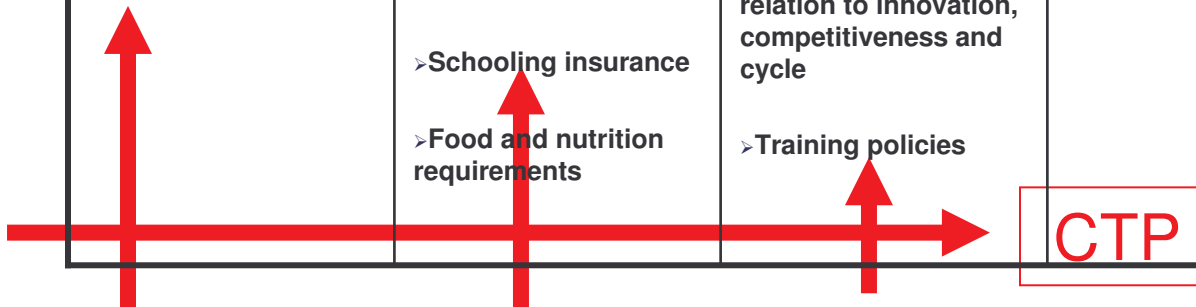 ➢Schooling insurance
➢Food and nutrition
requirements
relation to innovation,
competitiveness and
cycle
➢Training policies
CTP